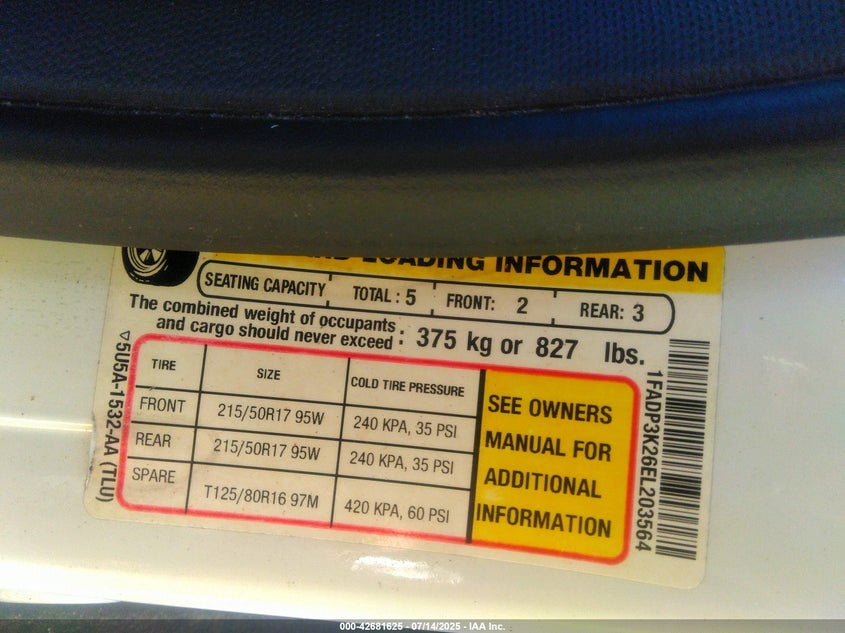 LOADING INFORMATION
SEATING CAPACITY TOTAL : 5 FRONT: 2 REAR: 3
The combined weight of occupants
and cargo should never exceed : 375 kg or 827 lbs.
TIRE SIZE COLD TIRE PRESSURE
FRONT 215/50R17 95W 240 KPA, 35 PSI
REAR 215/50R17 95W 240 KPA, 35 PSI
SPARE T125/80R16 97M 420 KPA, 60 PSI
SEE OWNERS
MANUAL FOR
ADDITIONAL
INFORMATION
5U5A-1532-AA (TLU)
1FADP3K26EL203564
000-42681625 - 07/14/2025 - IAA Inc.